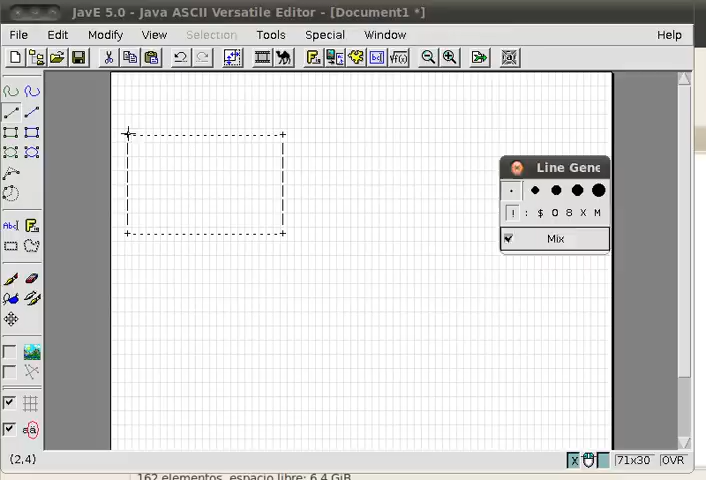 JavE 5.0 - Java ASCII Versatile Editor - [Document1 *]
File Edit Modify View Selection Tools Special Window Help
Line Gene
! : $ O 8 X M
Mix
(2,4)
71x30 OVR
162 elementos, espacio libre: 6,4 GiB